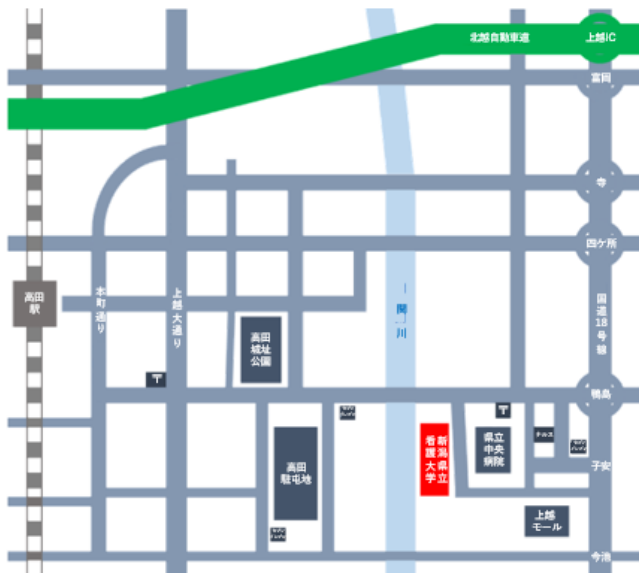 北越自動車道
上越IC
富岡
寺
四ケ所
高田
駅
本町通り
上越大通り
関川
国道18号線
高田
城址
公園
〒
鴨島
〒
新潟県立
看護大学
県立
中央
病院
高田
駐屯地
子安
上越
モール
今池